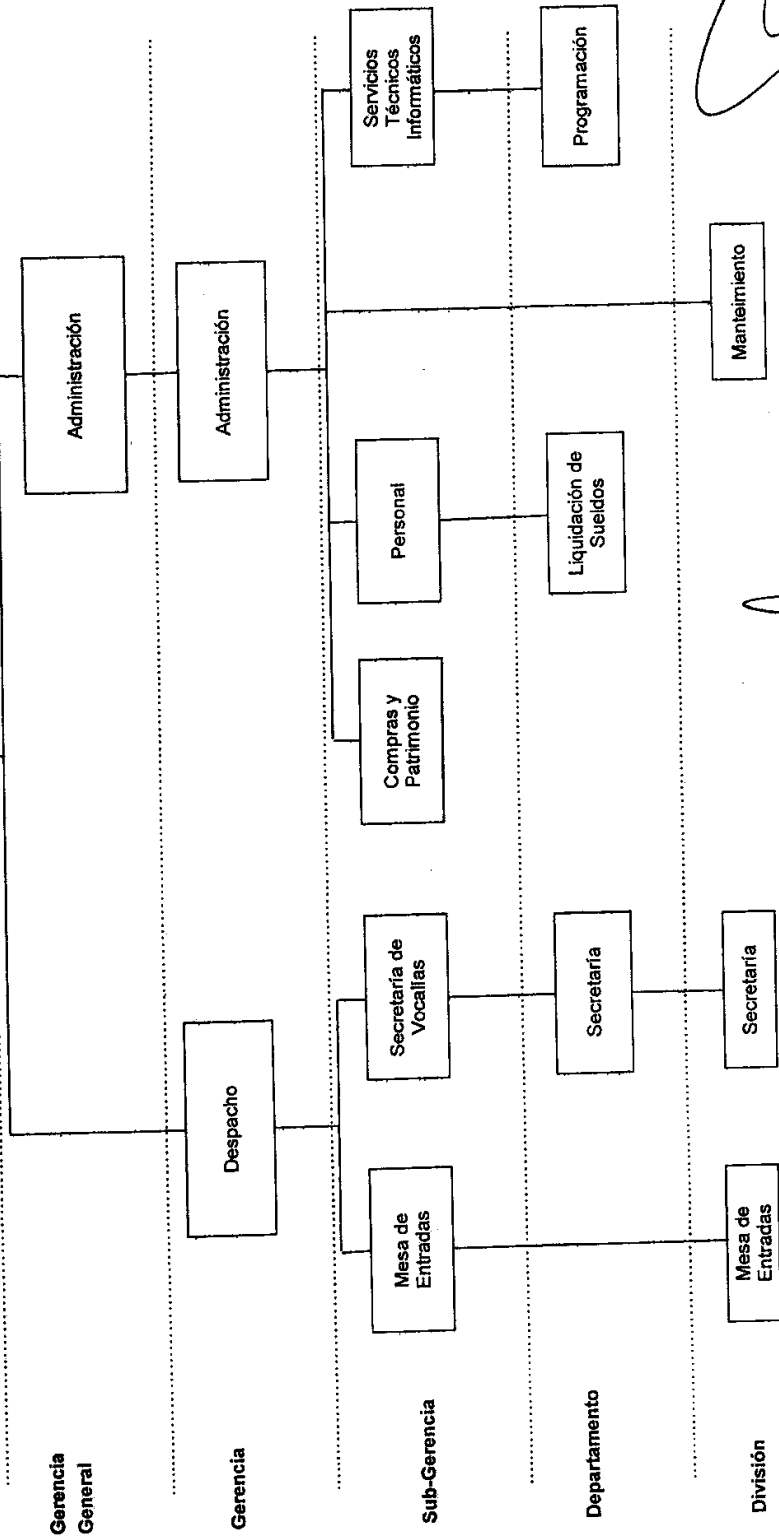 Gerencia
General
Administración
Gerencia
Despacho
Administración
Sub-Gerencia
Mesa de
Entradas
Secretaría de
Vocalías
Compras y
Patrimonio
Personal
Servicios
Técnicos
Informáticos
Departamento
Secretaría
Liquidación de
Sueldos
Programación
División
Mesa de
Entradas
Secretaría
Manteimiento